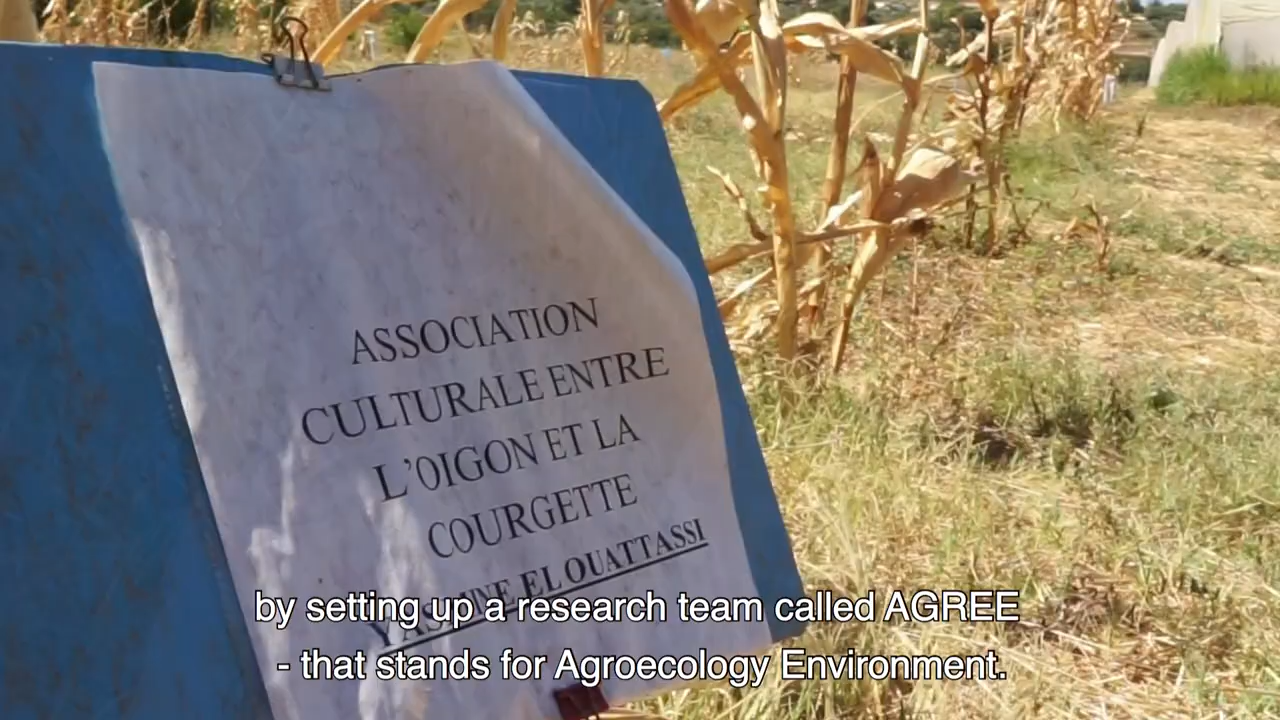 ASSOCIATION
CULTURALE ENTRE
L'OIGON ET LA
COURGETTE
YASMINE EL OUATTASSI
by setting up a research team called AGREE
- that stands for Agroecology Environment.